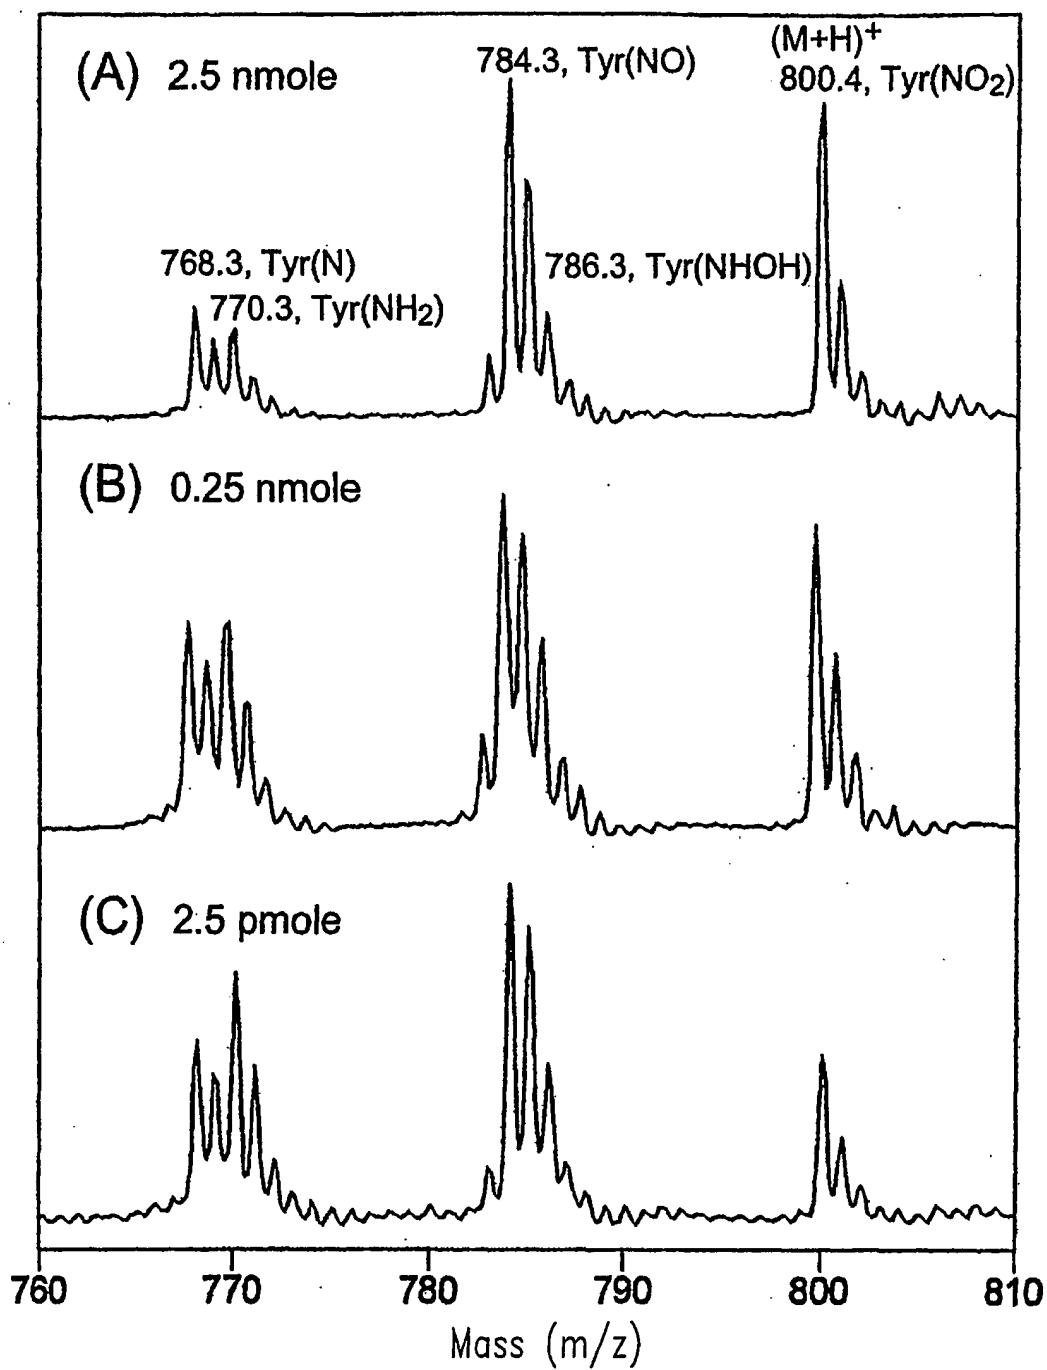 (A) 2.5 nmole
784.3, Tyr(NO)
(M+H)+
800.4, Tyr(NO2)
768.3, Tyr(N)
770.3, Tyr(NH2)
786.3, Tyr(NHOH)
(B) 0.25 nmole
(C) 2.5 pmole
760 770 780 790 800 810
Mass (m/z)